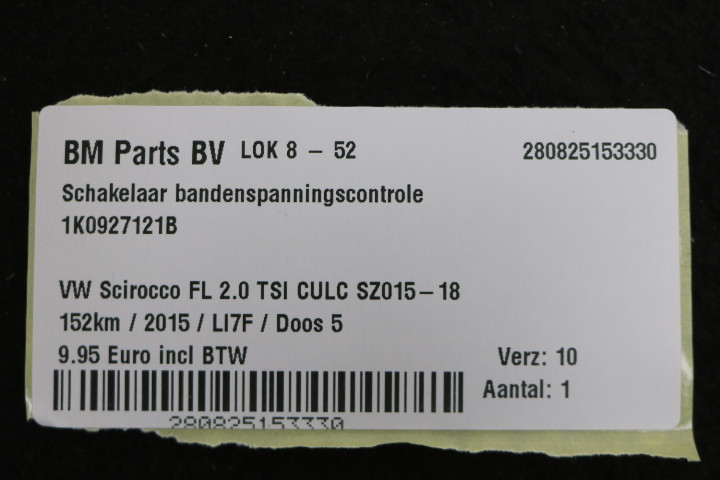 BM Parts BV LOK 8 - 52 280825153330
Schakelaar bandenspanningscontrole
1K0927121B
VW Scirocco FL 2.0 TSI CULC SZ015-18
152km / 2015 / LI7F / Doos 5
9.95 Euro incl BTW Verz: 10
Aantal: 1
280825153330